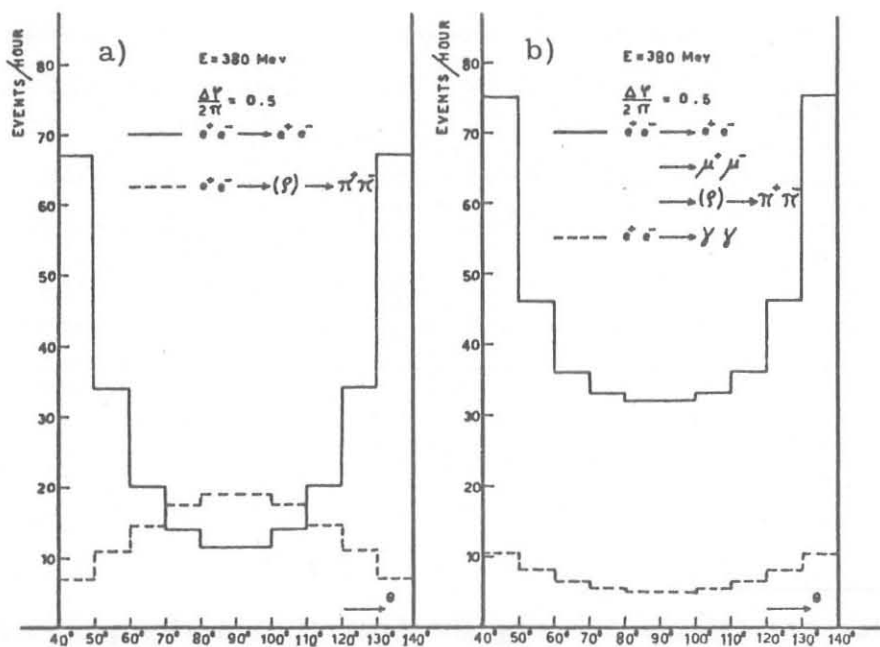 a)
EVENTS/HOUR
E = 380 Mev
Δφ/2π = 0.5
e⁺ e⁻ → e⁺ e⁻
e⁺ e⁻ → (ρ) → π⁺ π⁻
80
70
60
50
40
30
20
10
θ
40° 50° 60° 70° 80° 90° 100° 110° 120° 130° 140°
b)
EVENTS/HOUR
E = 380 Mev
Δφ/2π = 0.5
e⁺ e⁻ → e⁺ e⁻
→ μ⁺ μ⁻
→ (ρ) → π⁺ π⁻
e⁺ e⁻ → γ γ
80
70
60
50
40
30
20
10
θ
40° 50° 60° 70° 80° 90° 100° 110° 120° 130° 140°